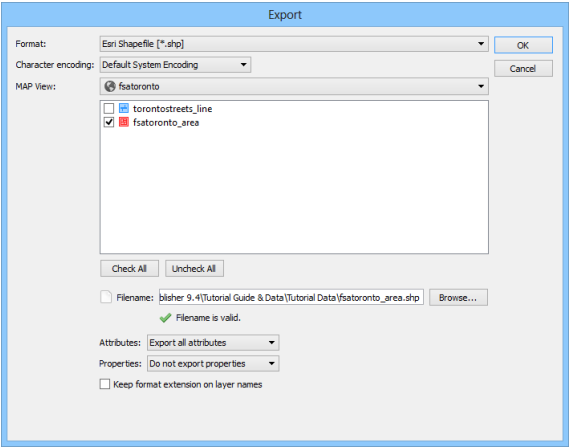 Export
Format: Esri Shapefile [*.shp] OK
Character encoding: Default System Encoding Cancel
MAP View: fsatoronto
torontostreets_line
fsatoronto_area
Check All Uncheck All
Filename: blisher 9.4\Tutorial Guide & Data\Tutorial Data\fsatoronto_area.shp Browse...
Filename is valid.
Attributes: Export all attributes
Properties: Do not export properties
Keep format extension on layer names